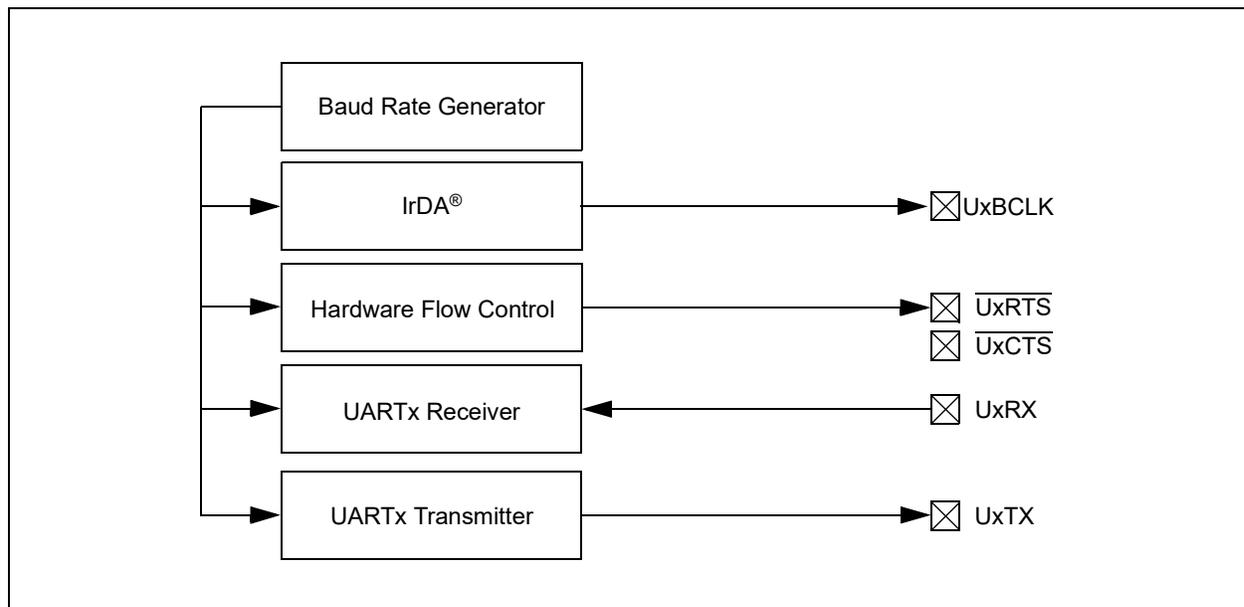 Baud Rate Generator
IrDA®
UxBCLK
Hardware Flow Control
UxRTS
UxCTS
UARTx Receiver
UxRX
UARTx Transmitter
UxTX